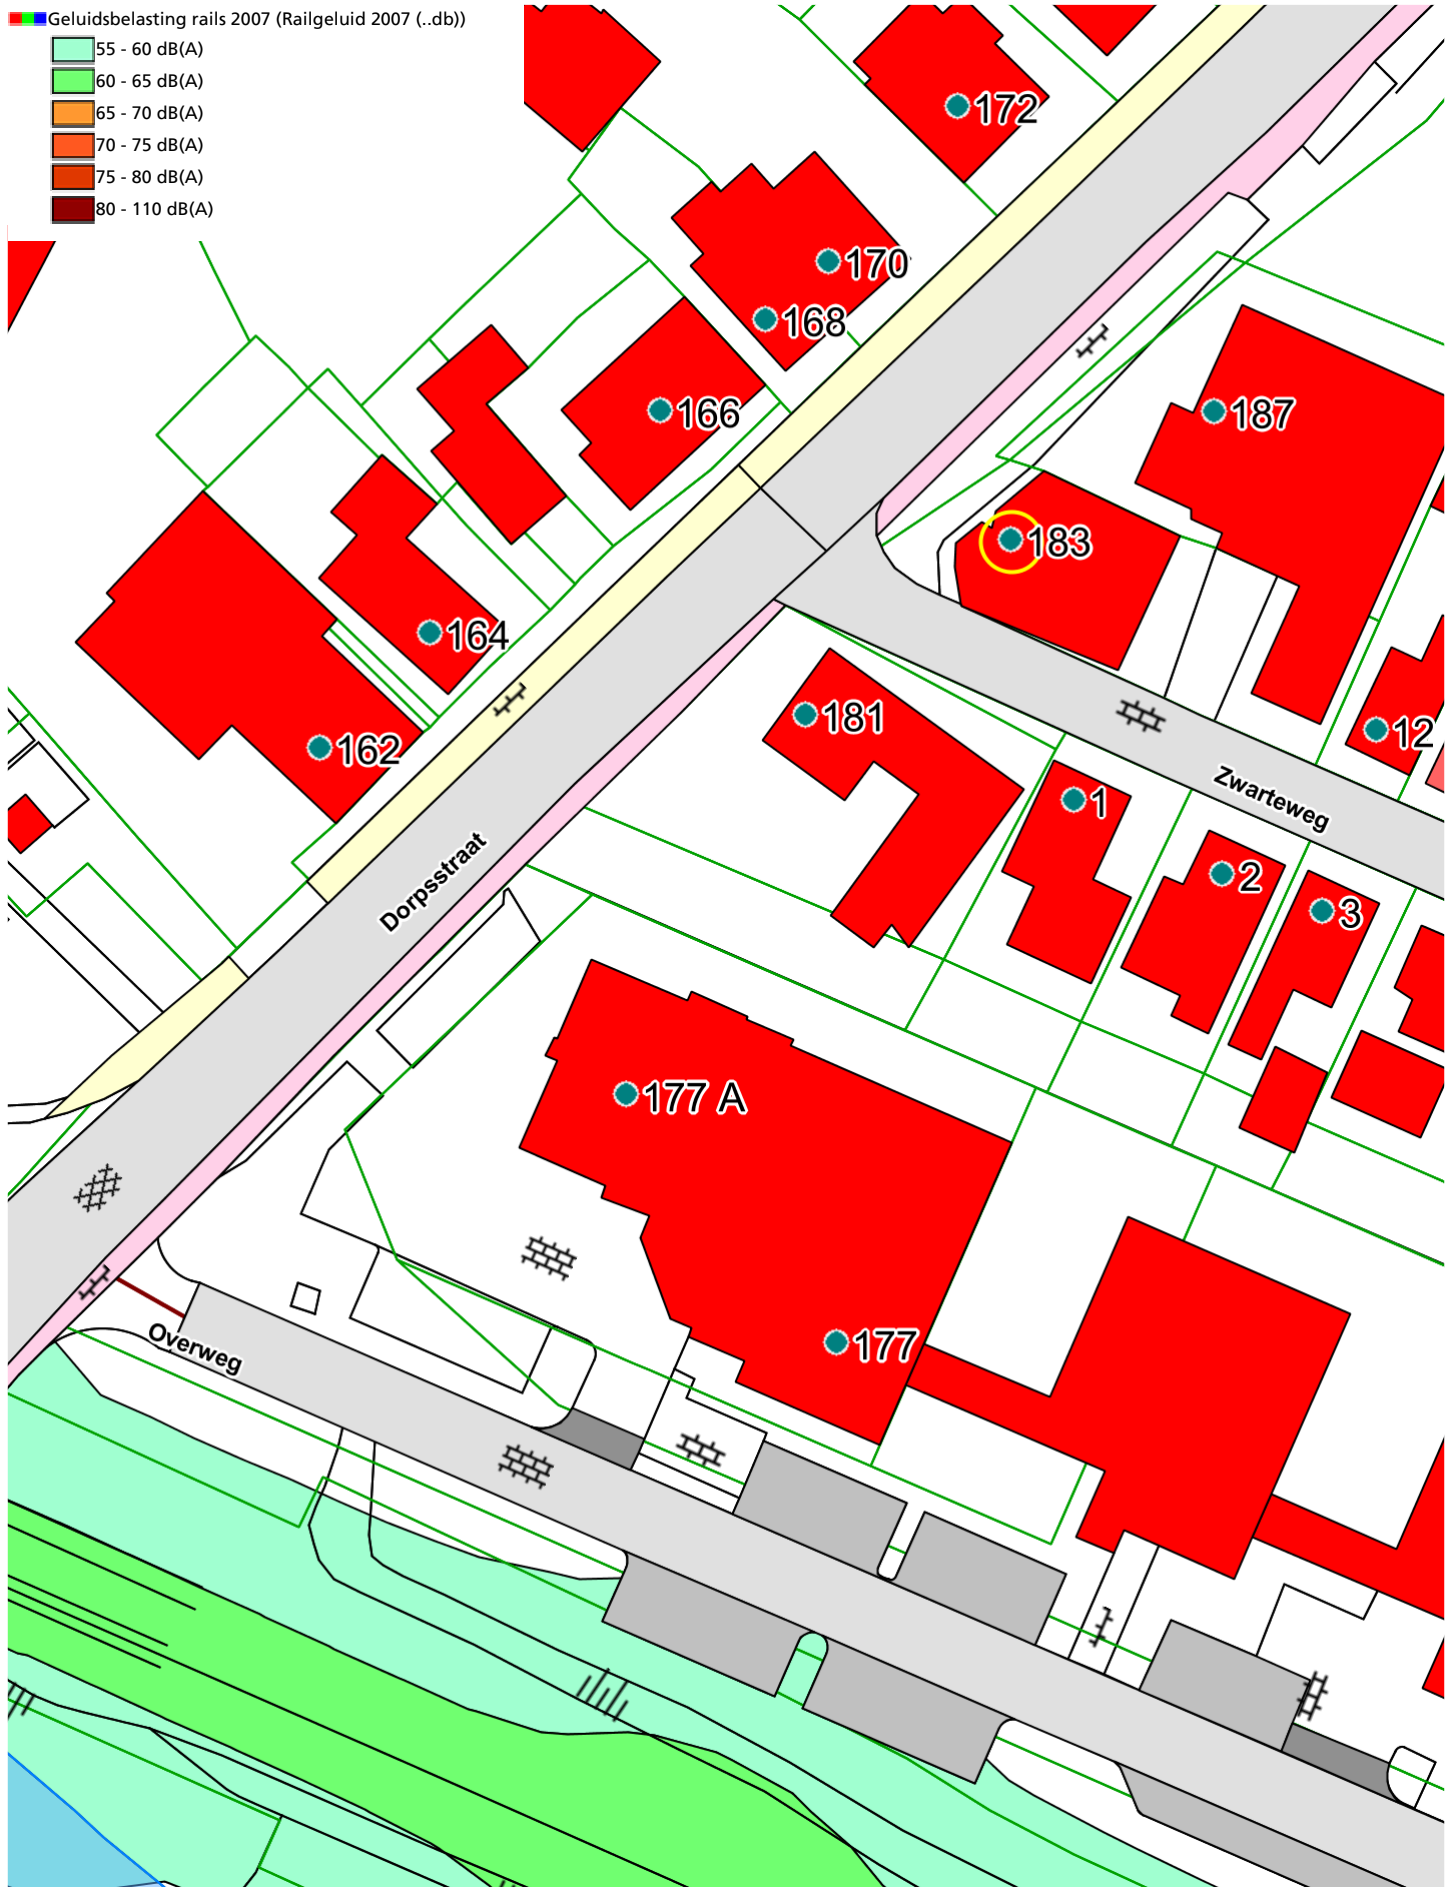 Geluidsbelasting rails 2007 (Railgeluid 2007 (..db))
55 - 60 dB(A)
60 - 65 dB(A)
65 - 70 dB(A)
70 - 75 dB(A)
75 - 80 dB(A)
80 - 110 dB(A)
172
170
168
166
187
183
164
162
181
12
1
Zwarteweg
2
3
Dorpsstraat
177 A
177
Overweg